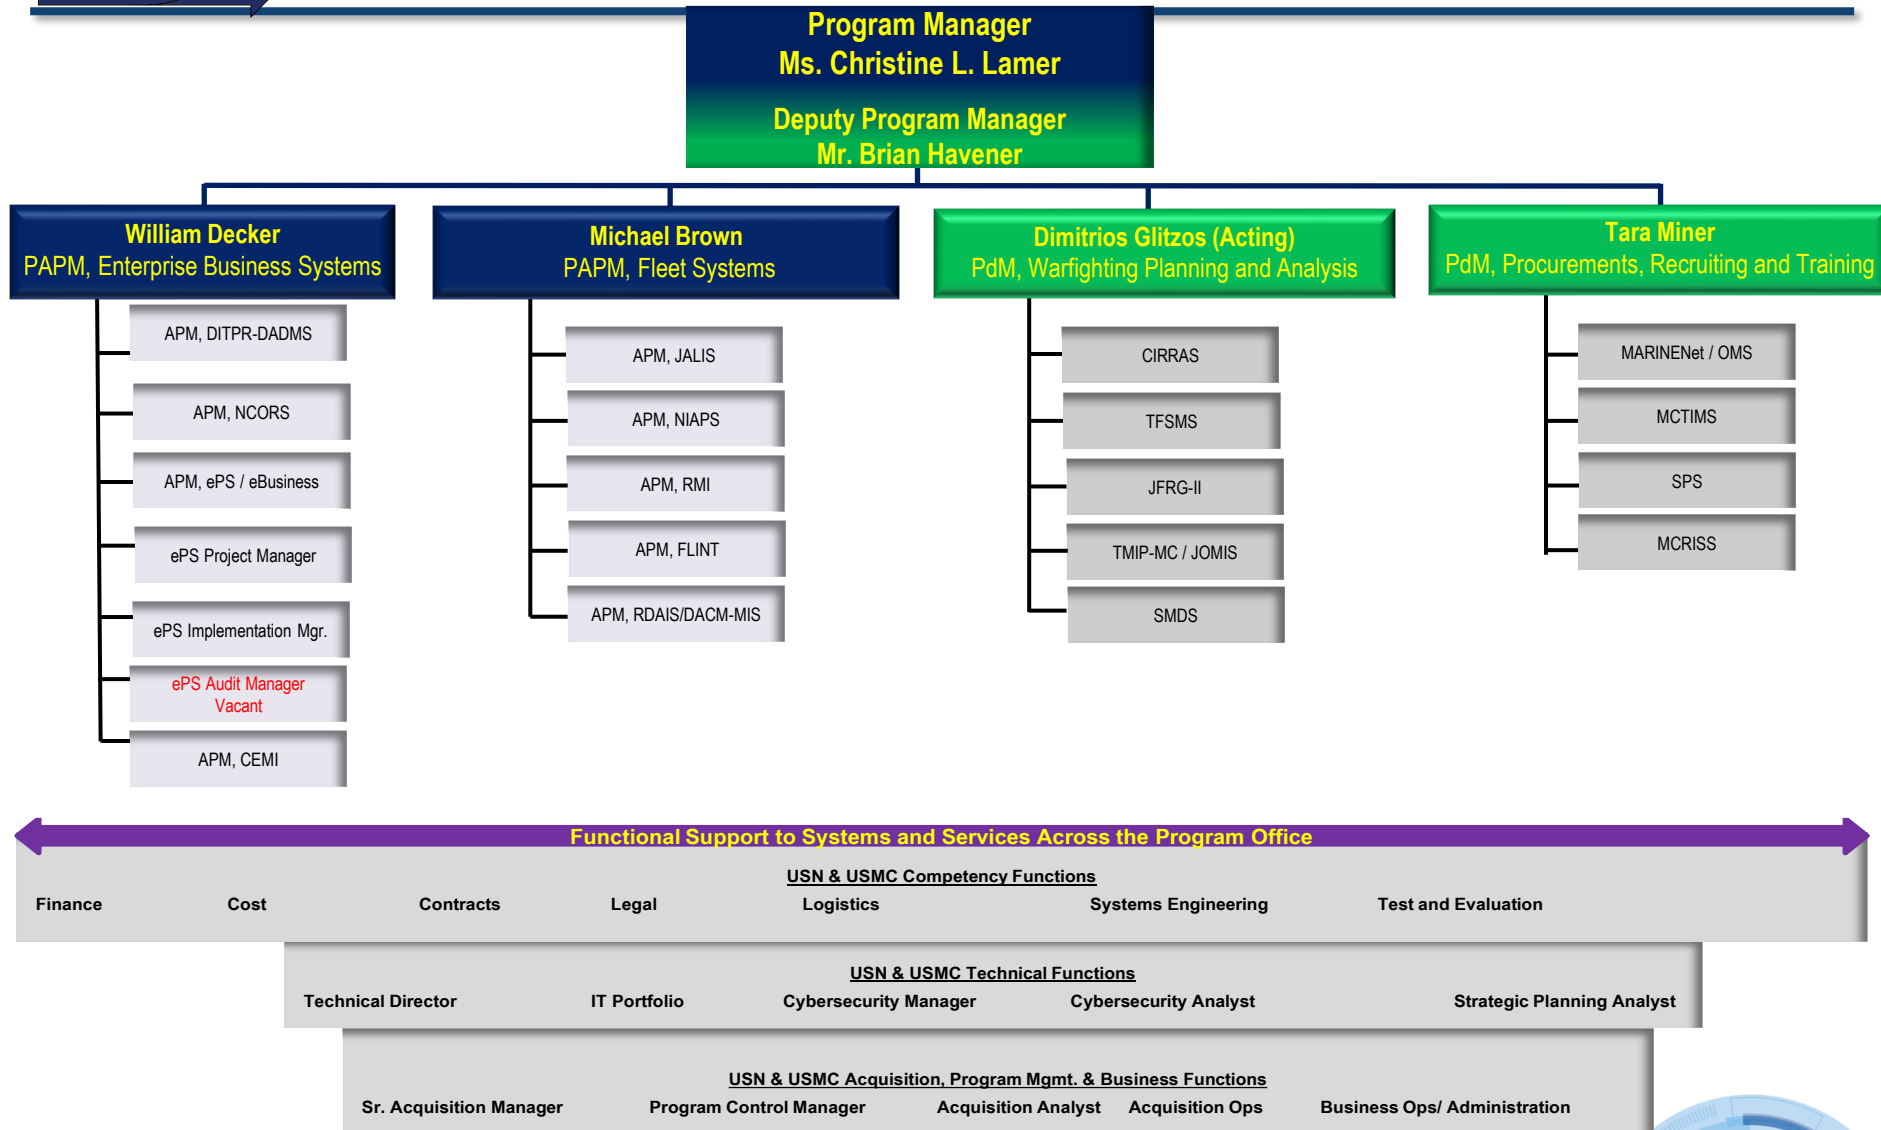 Program Manager
Ms. Christine L. Lamer
Deputy Program Manager
Mr. Brian Havener
William Decker
PAPM, Enterprise Business Systems
APM, DITPR-DADMS
APM, NCORS
APM, ePS / eBusiness
ePS Project Manager
ePS Implementation Mgr.
ePS Audit Manager
Vacant
APM, CEMI
Michael Brown
PAPM, Fleet Systems
APM, JALIS
APM, NIAPS
APM, RMI
APM, FLINT
APM, RDAIS/DACM-MIS
Dimitrios Glitzos (Acting)
PdM, Warfighting Planning and Analysis
CIRRAS
TFSMS
JFRG-II
TMIP-MC / JOMIS
SMDS
Tara Miner
PdM, Procurements, Recruiting and Training
MARINENet / OMS
MCTIMS
SPS
MCRISS
Functional Support to Systems and Services Across the Program Office
USN & USMC Competency Functions
Finance Cost Contracts Legal Logistics Systems Engineering Test and Evaluation
USN & USMC Technical Functions
Technical Director IT Portfolio Cybersecurity Manager Cybersecurity Analyst Strategic Planning Analyst
USN & USMC Acquisition, Program Mgmt. & Business Functions
Sr. Acquisition Manager Program Control Manager Acquisition Analyst Acquisition Ops Business Ops/ Administration